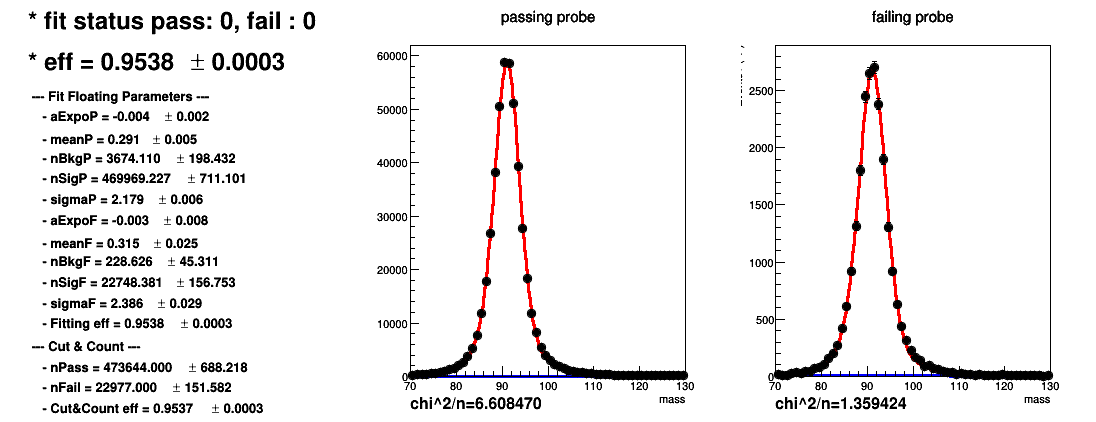 * fit status pass: 0, fail : 0
* eff = 0.9538 ± 0.0003
--- Fit Floating Parameters ---
- aExpoP = -0.004 ± 0.002
- meanP = 0.291 ± 0.005
- nBkgP = 3674.110 ± 198.432
- nSigP = 469969.227 ± 711.101
- sigmaP = 2.179 ± 0.006
- aExpoF = -0.003 ± 0.008
- meanF = 0.315 ± 0.025
- nBkgF = 228.626 ± 45.311
- nSigF = 22748.381 ± 156.753
- sigmaF = 2.386 ± 0.029
- Fitting eff = 0.9538 ± 0.0003
--- Cut & Count ---
- nPass = 473644.000 ± 688.218
- nFail = 22977.000 ± 151.582
- Cut&Count eff = 0.9537 ± 0.0003
passing probe
60000
50000
40000
30000
20000
10000
0
70 80 90 100 110 120 130
mass
chi^2/n=6.608470
failing probe
2500
2000
1500
1000
500
0
70 80 90 100 110 120 130
mass
chi^2/n=1.359424